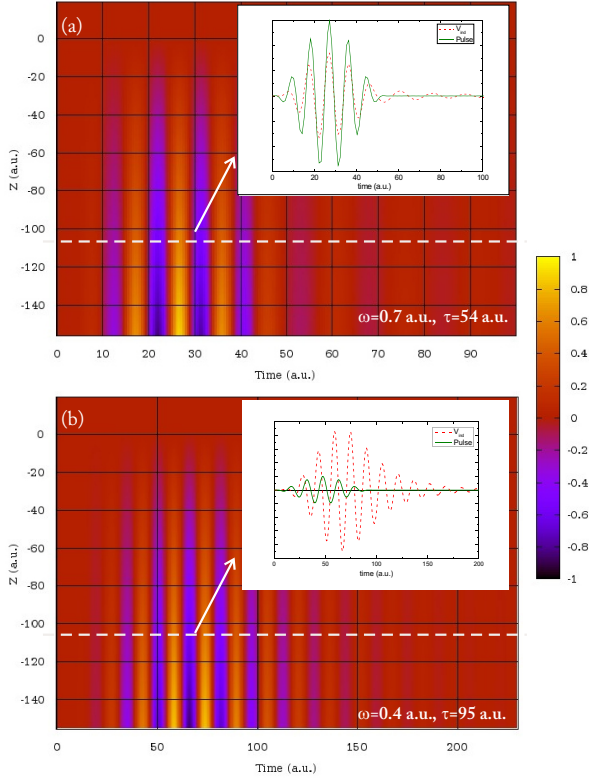 (a)
0
-20
-40
-60
-80
-100
-120
-140
Z (a.u.)
V_ind
Pulse
0 20 40 60 80 100
time (a.u.)
ω=0.7 a.u., τ=54 a.u.
0 10 20 30 40 50 60 70 80 90
Time (a.u.)
1
0.8
0.6
0.4
0.2
0
-0.2
-0.4
-0.6
-0.8
-1
(b)
0
-20
-40
-60
-80
-100
-120
-140
Z (a.u.)
V_ind
Pulse
0 50 100 150 200
time (a.u.)
ω=0.4 a.u., τ=95 a.u.
0 50 100 150 200
Time (a.u.)